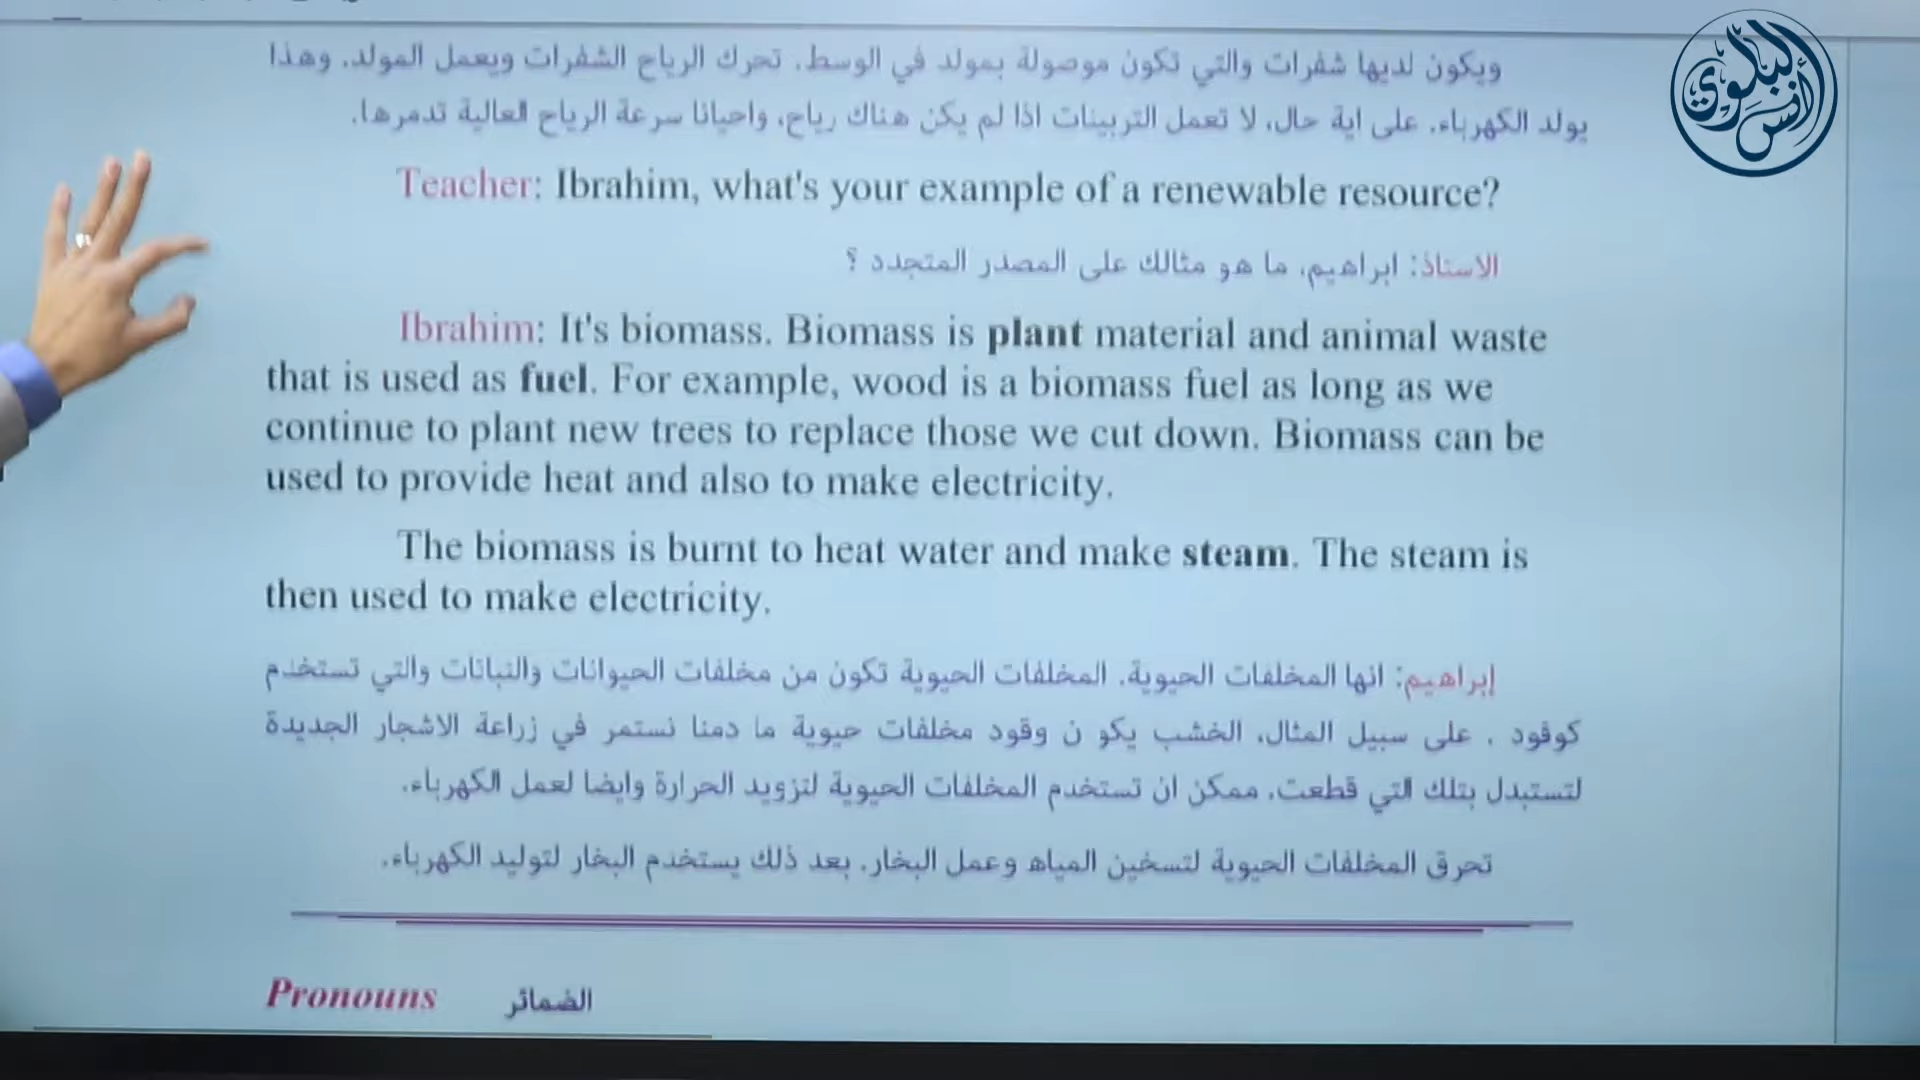 ويكون لديها شفرات والتي تكون موصولة بمولد في الوسط. تحرك الرياح الشفرات ويعمل المولد. وهذا
يولد الكهرباء. على اية حال، لا تعمل التربينات اذا لم يكن هناك رياح، واحيانا سرعة الرياح العالية تدمرها.
Teacher: Ibrahim, what's your example of a renewable resource?
الاستاذ: ابراهيم، ما هو مثالك على المصدر المتجدد ؟
Ibrahim: It's biomass. Biomass is plant material and animal waste
that is used as fuel. For example, wood is a biomass fuel as long as we
continue to plant new trees to replace those we cut down. Biomass can be
used to provide heat and also to make electricity.
The biomass is burnt to heat water and make steam. The steam is
then used to make electricity.
إبراهيم: انها المخلفات الحيوية. المخلفات الحيوية تكون من مخلفات الحيوانات والنباتات والتي تستخدم
كوقود . على سبيل المثال، الخشب يكو ن وقود مخلفات حيوية ما دمنا نستمر في زراعة الاشجار الجديدة
لتستبدل بتلك التي قطعت. ممكن ان تستخدم المخلفات الحيوية لتزويد الحرارة وايضا لعمل الكهرباء.
تحرق المخلفات الحيوية لتسخين المياه وعمل البخار. بعد ذلك يستخدم البخار لتوليد الكهرباء.
Pronouns الضمائر
أنس البلوي